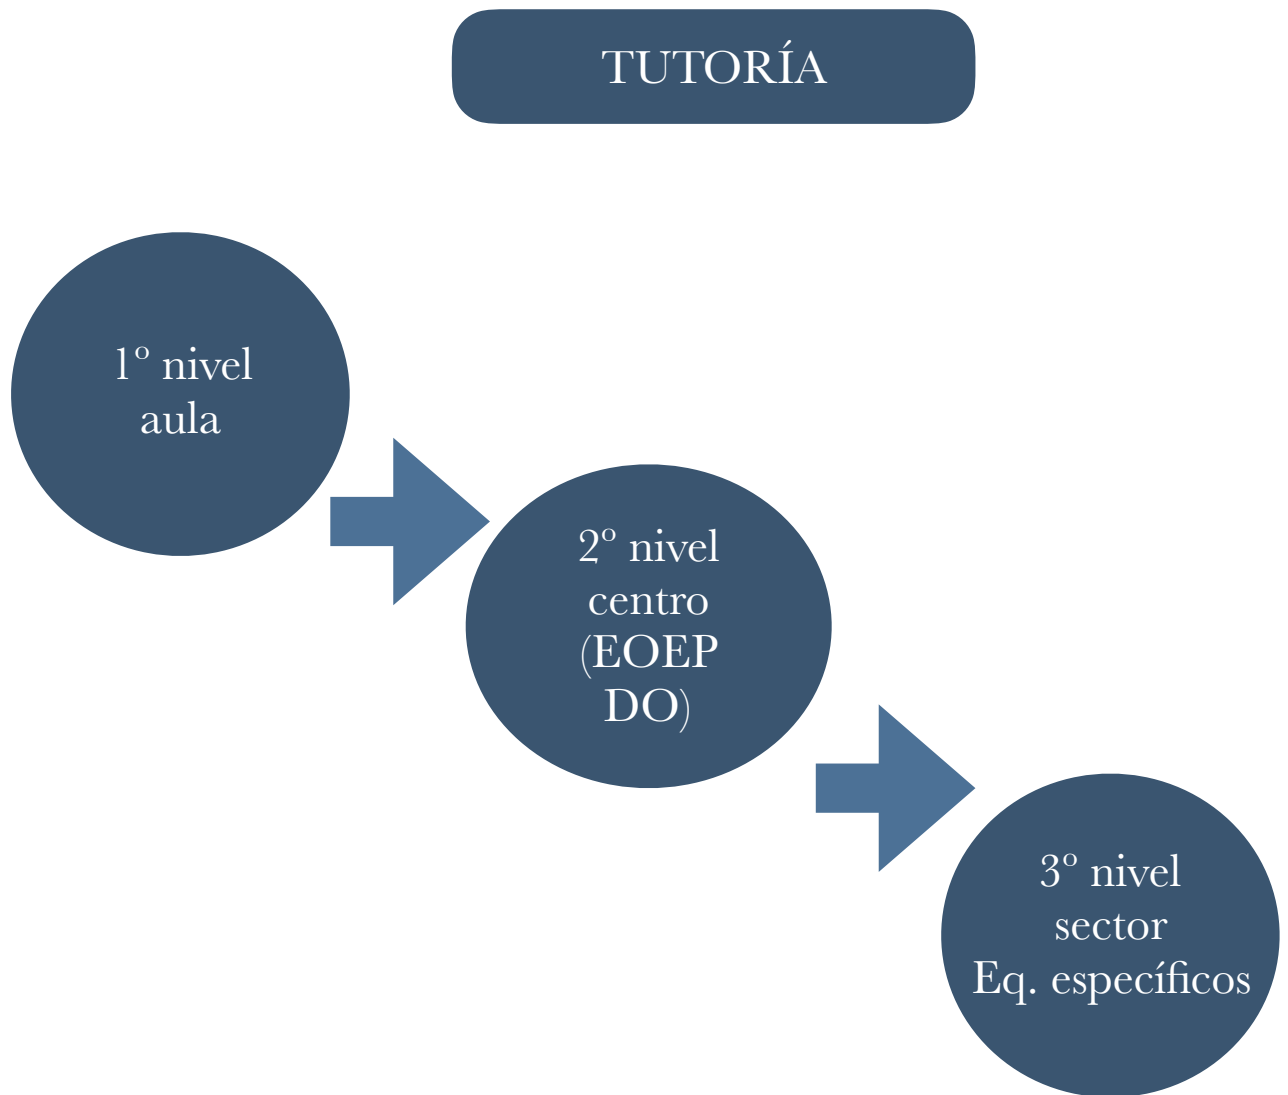 TUTORÍA
1º nivel
aula
2º nivel
centro
(EOEP
DO)
3º nivel
sector
Eq. específicos